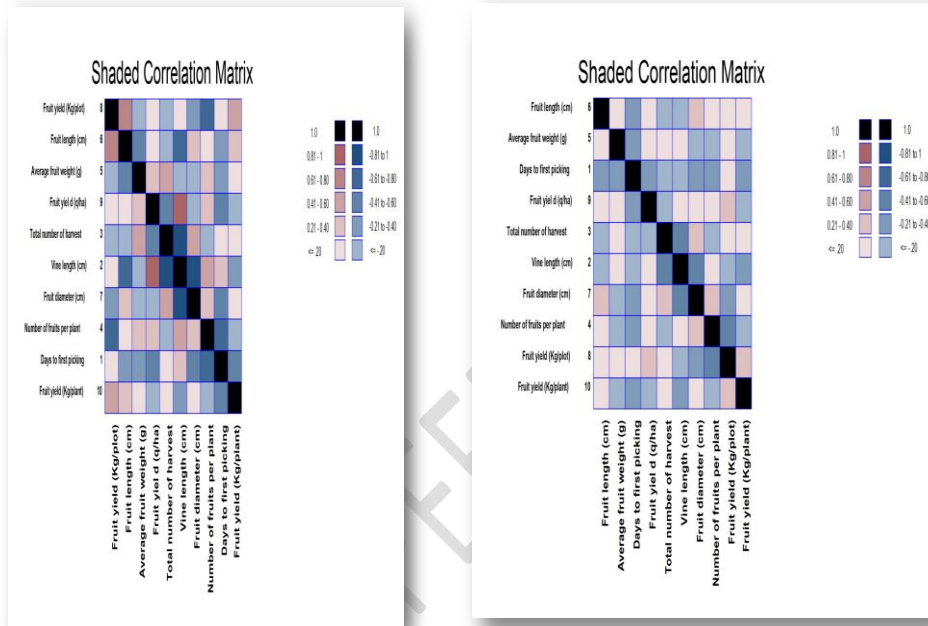 Shaded Correlation Matrix
Fruit yield (Kg/plot) 8
Fruit length (cm) 6
Average fruit weight (g) 5
Fruit yiel d (q/ha) 9
Total number of harvest 3
Vine length (cm) 2
Fruit diameter (cm) 7
Number of fruits per plant 4
Days to first picking 1
Fruit yield (Kg/plant) 10
Fruit yield (Kg/plot)
Fruit length (cm)
Average fruit weight (g)
Fruit yiel d (q/ha)
Total number of harvest
Vine length (cm)
Fruit diameter (cm)
Number of fruits per plant
Days to first picking
Fruit yield (Kg/plant)
1.0 1.0
0.81 - 1 -0.81 to 1
0.61 - 0.80 -0.61 to -0.80
0.41 - 0.60 -0.41 to -0.60
0.21 - 0.40 -0.21 to -0.40
<= 20 <= - 20
Shaded Correlation Matrix
Fruit length (cm) 6
Average fruit weight (g) 5
Days to first picking 1
Fruit yiel d (q/ha) 9
Total number of harvest 3
Vine length (cm) 2
Fruit diameter (cm) 7
Number of fruits per plant 4
Fruit yield (Kg/plot) 8
Fruit yield (Kg/plant) 10
Fruit length (cm)
Average fruit weight (g)
Days to first picking
Fruit yiel d (q/ha)
Total number of harvest
Vine length (cm)
Fruit diameter (cm)
Number of fruits per plant
Fruit yield (Kg/plot)
Fruit yield (Kg/plant)
1.0 1.0
0.81 - 1 -0.81 to 1
0.61 - 0.80 -0.61 to -0.8
0.41 - 0.60 -0.41 to -0.6
0.21 - 0.40 -0.21 to -0.4
<= 20 <= - 20